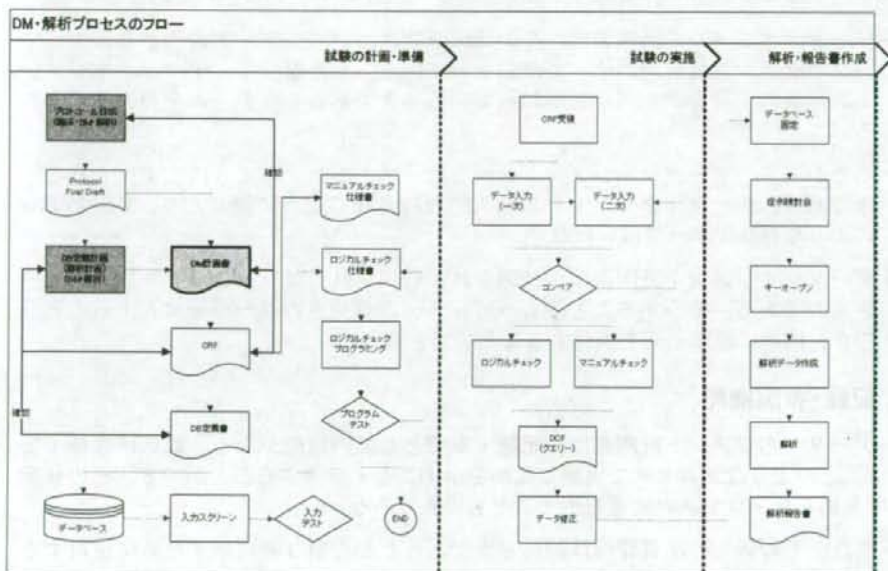 DM・解析プロセスのフロー
試験の計画・準備
試験の実施
解析・報告書作成
プロトコール作成
Protocol
Final Draft
確認
マニュアルチェック
仕様書
DM計画書
ロジカルチェック
仕様書
CRF
ロジカルチェック
プログラミング
確認
DB定義書
プログラム
テスト
データベース
入力スクリーン
入力
テスト
END
CRF受領
データ入力
(一次)
データ入力
(二次)
コンペア
ロジカルチェック
マニュアルチェック
DCF
(クエリー)
データ修正
データベース
固定
症例検討会
キーオープン
解析データ作成
解析
解析報告書